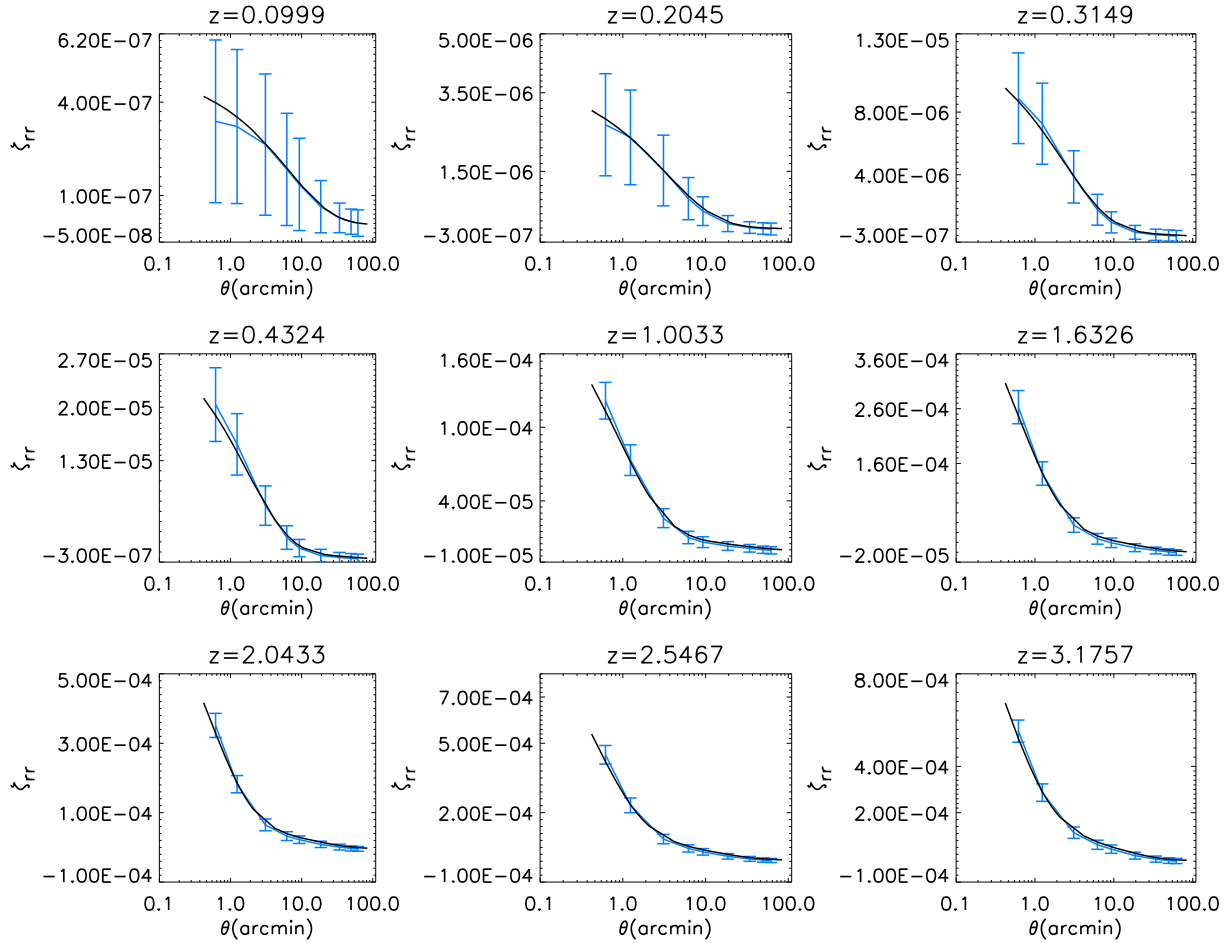 z=0.0999
z=0.2045
z=0.3149
6.20E−07
4.00E−07
1.00E−07
−5.00E−08
ζrr
0.1 1.0 10.0 100.0
θ(arcmin)
5.00E−06
3.50E−06
1.50E−06
−3.00E−07
ζrr
0.1 1.0 10.0 100.0
θ(arcmin)
1.30E−05
8.00E−06
4.00E−06
−3.00E−07
ζrr
0.1 1.0 10.0 100.0
θ(arcmin)
z=0.4324
z=1.0033
z=1.6326
2.70E−05
2.00E−05
1.30E−05
−3.00E−07
ζrr
0.1 1.0 10.0 100.0
θ(arcmin)
1.60E−04
1.00E−04
4.00E−05
−1.00E−05
ζrr
0.1 1.0 10.0 100.0
θ(arcmin)
3.60E−04
2.60E−04
1.60E−04
−2.00E−05
ζrr
0.1 1.0 10.0 100.0
θ(arcmin)
z=2.0433
z=2.5467
z=3.1757
5.00E−04
3.00E−04
1.00E−04
−1.00E−04
ζrr
0.1 1.0 10.0 100.0
θ(arcmin)
7.00E−04
5.00E−04
2.00E−04
−1.00E−04
ζrr
0.1 1.0 10.0 100.0
θ(arcmin)
8.00E−04
4.00E−04
2.00E−04
−1.00E−04
ζrr
0.1 1.0 10.0 100.0
θ(arcmin)